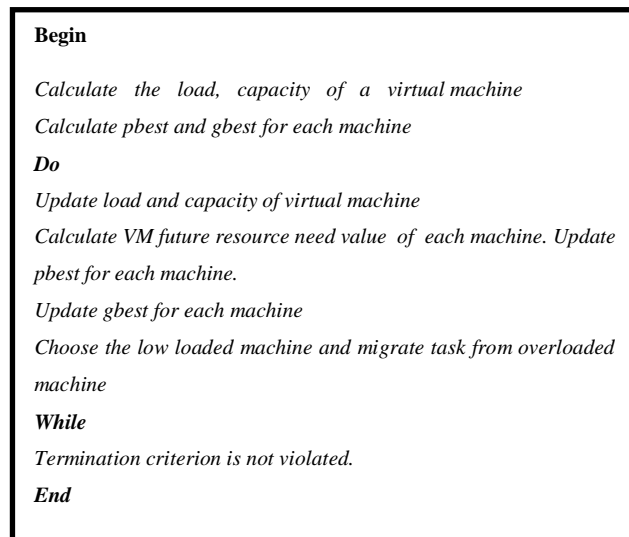 Begin
Calculate the load, capacity of a virtual machine
Calculate pbest and gbest for each machine
Do
Update load and capacity of virtual machine
Calculate VM future resource need value of each machine. Update
pbest for each machine.
Update gbest for each machine
Choose the low loaded machine and migrate task from overloaded
machine
While
Termination criterion is not violated.
End